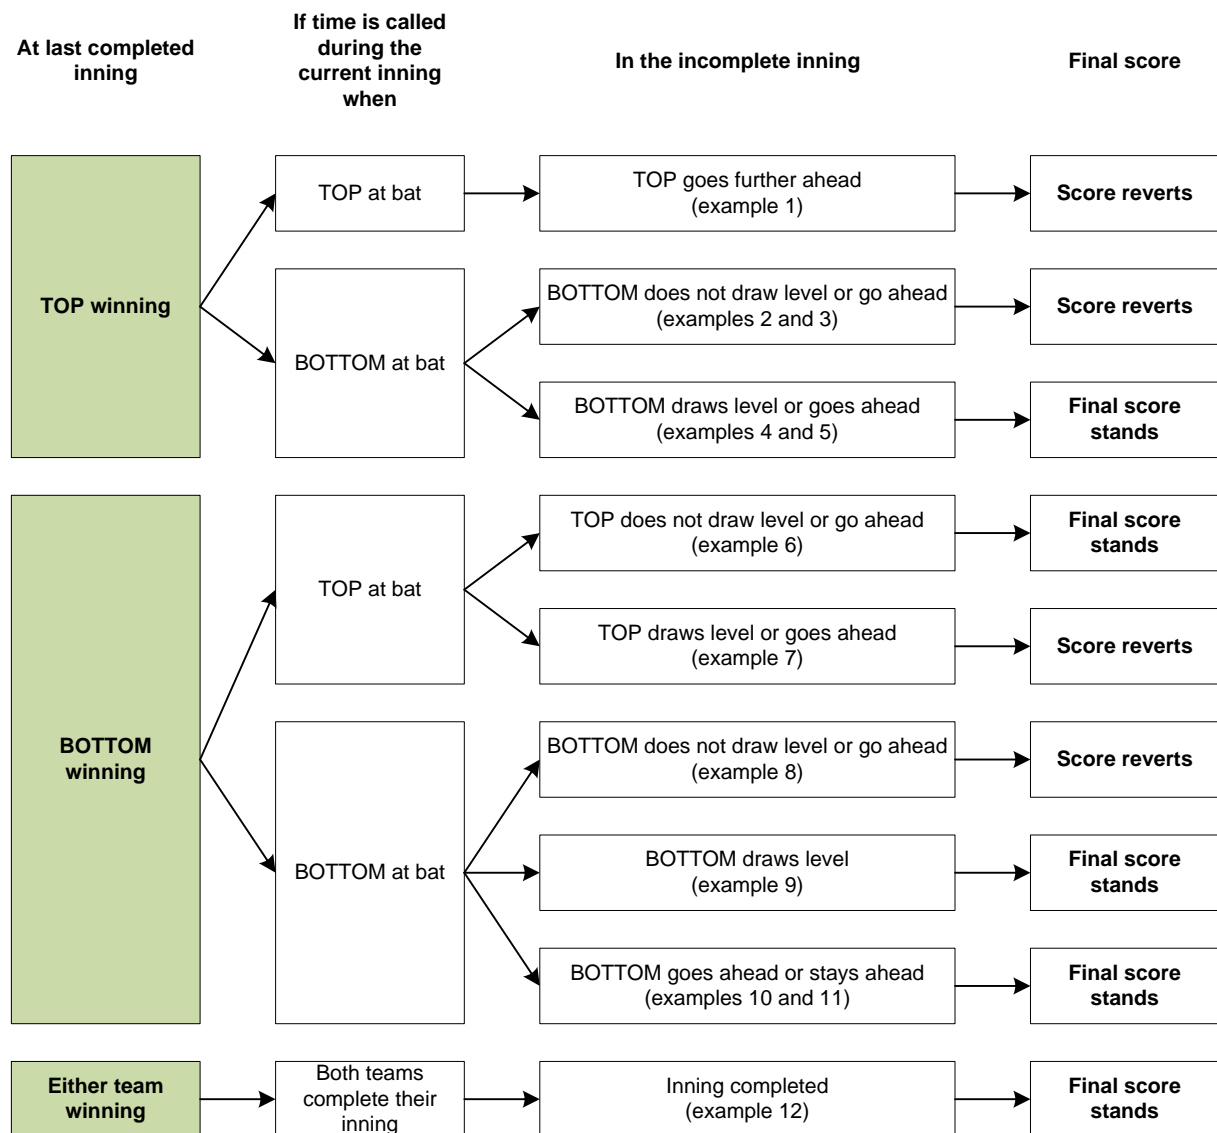 At last completed
inning
If time is called
during the
current inning
when
In the incomplete inning
Final score
TOP winning
TOP at bat
TOP goes further ahead
(example 1)
Score reverts
BOTTOM at bat
BOTTOM does not draw level or go ahead
(examples 2 and 3)
Score reverts
BOTTOM draws level or goes ahead
(examples 4 and 5)
Final score
stands
BOTTOM
winning
TOP at bat
TOP does not draw level or go ahead
(example 6)
Final score
stands
TOP draws level or goes ahead
(example 7)
Score reverts
BOTTOM at bat
BOTTOM does not draw level or go ahead
(example 8)
Score reverts
BOTTOM draws level
(example 9)
Final score
stands
BOTTOM goes ahead or stays ahead
(examples 10 and 11)
Final score
stands
Either team
winning
Both teams
complete their
inning
Inning completed
(example 12)
Final score
stands